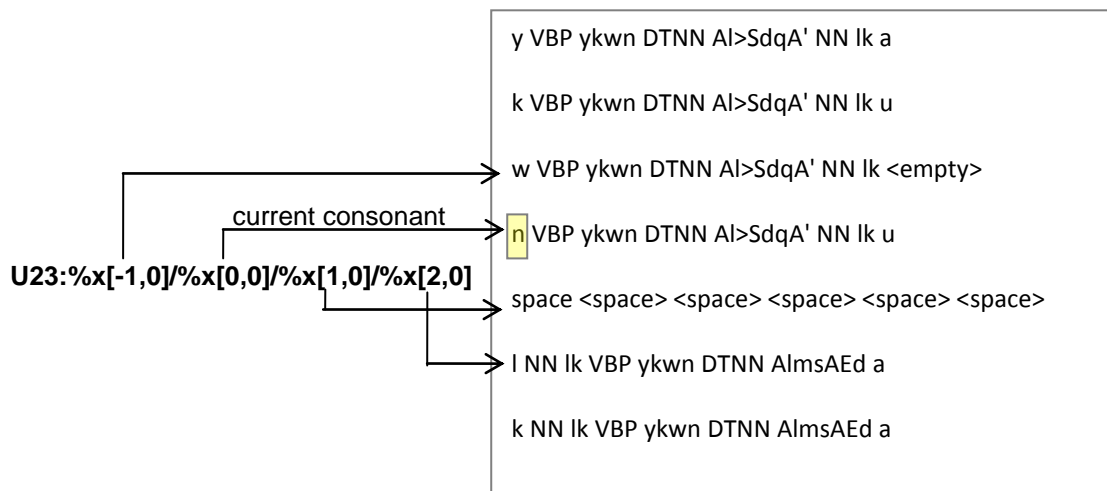 y VBP ykwn DTNN Al>SdqA' NN lk a
k VBP ykwn DTNN Al>SdqA' NN lk u
w VBP ykwn DTNN Al>SdqA' NN lk <empty>
current consonant
n VBP ykwn DTNN Al>SdqA' NN lk u
U23:%x[-1,0]/%x[0,0]/%x[1,0]/%x[2,0]
space <space> <space> <space> <space> <space>
l NN lk VBP ykwn DTNN AlmsAEd a
k NN lk VBP ykwn DTNN AlmsAEd a